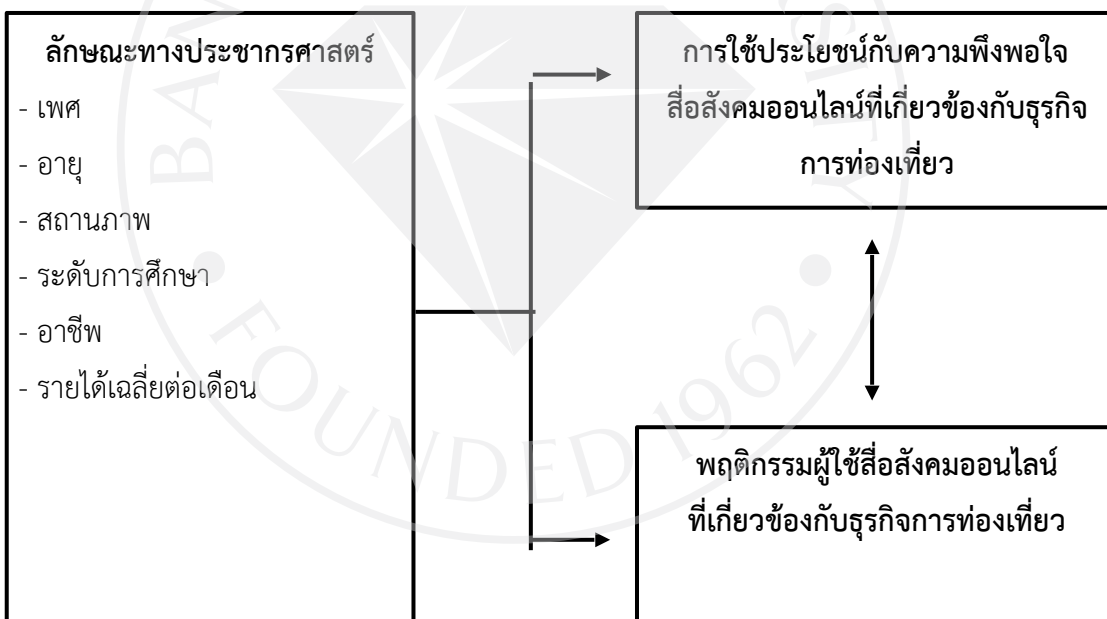 ลักษณะทางประชากรศาสตร์
- เพศ
- อายุ
- สถานภาพ
- ระดับการศึกษา
- อาชีพ
- รายได้เฉลี่ยต่อเดือน
การใช้ประโยชน์กับความพึงพอใจ
สื่อสังคมออนไลน์ที่เกี่ยวข้องกับธุรกิจ
การท่องเที่ยว
พฤติกรรมผู้ใช้สื่อสังคมออนไลน์
ที่เกี่ยวข้องกับธุรกิจการท่องเที่ยว
FOUNDED 1962